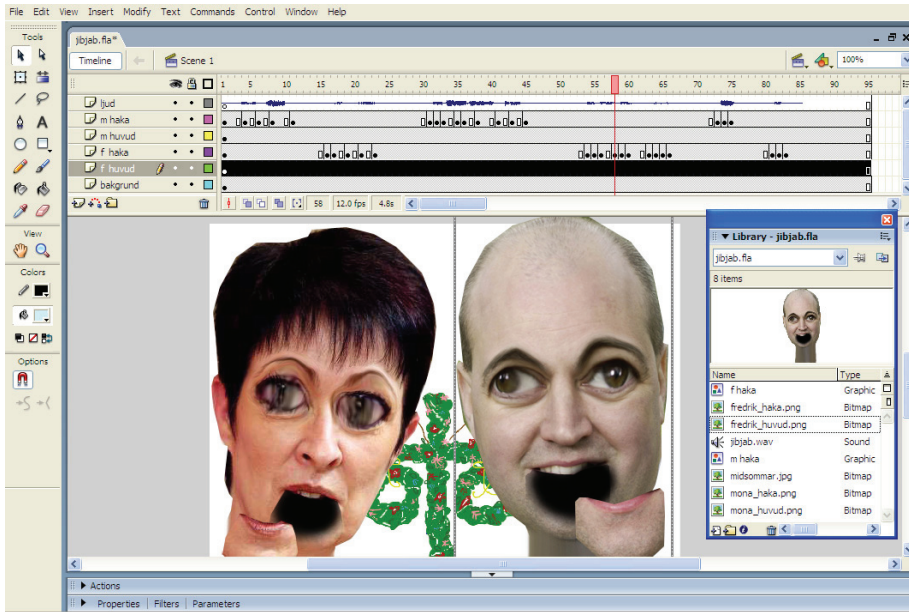 File Edit View Insert Modify Text Commands Control Window Help
Tools
jibjab.fla*
Timeline
Scene 1
100%
1 5 10 15 20 25 30 35 40 45 50 55 60 65 70 75 80 85 90 95
ljud
m haka
m huvud
f haka
f huvud
bakgrund
58 12.0 fps 4.8s
View
Colors
Options
Library - jibjab.fla
jibjab.fla
8 items
Name Type
f haka Graphic
fredrik_haka.png Bitmap
fredrik_huvud.png Bitmap
jibjab.wav Sound
m haka Graphic
midsommar.jpg Bitmap
mona_haka.png Bitmap
mona_huvud.png Bitmap
Actions
Properties Filters Parameters